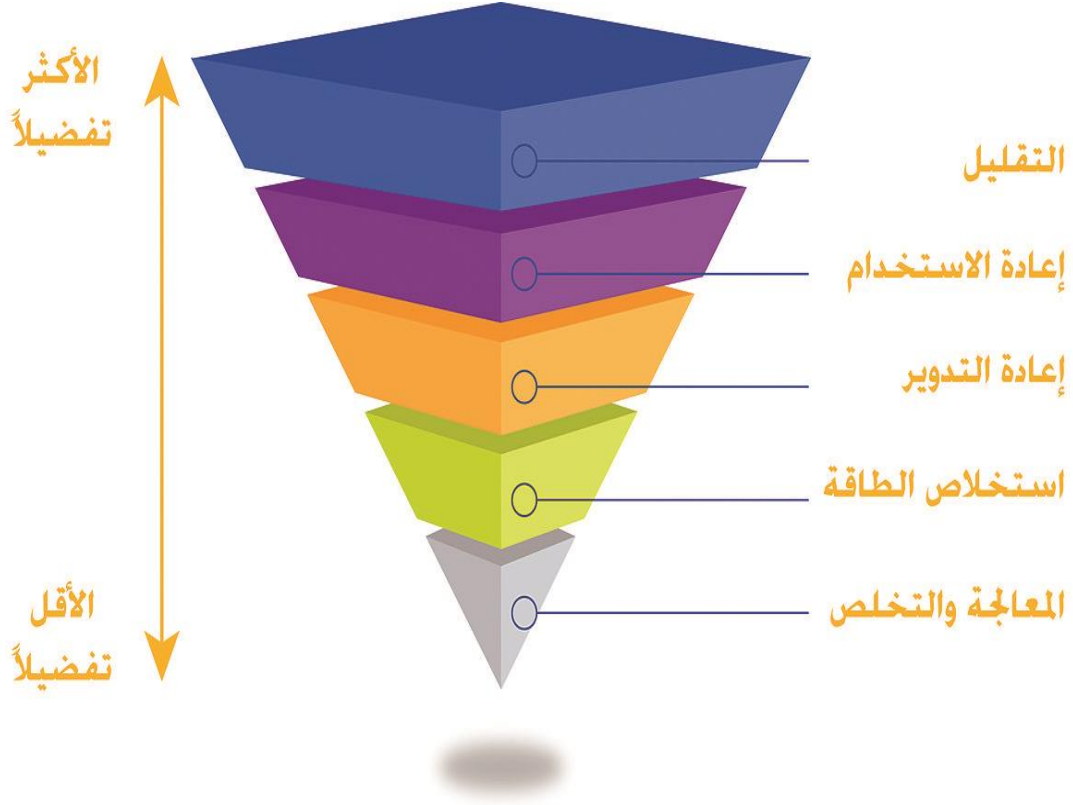 الأكثر
تفضيلاً
التقليل
إعادة الاستخدام
إعادة التدوير
استخلاص الطاقة
المعالجة والتخلص
الأقل
تفضيلاً